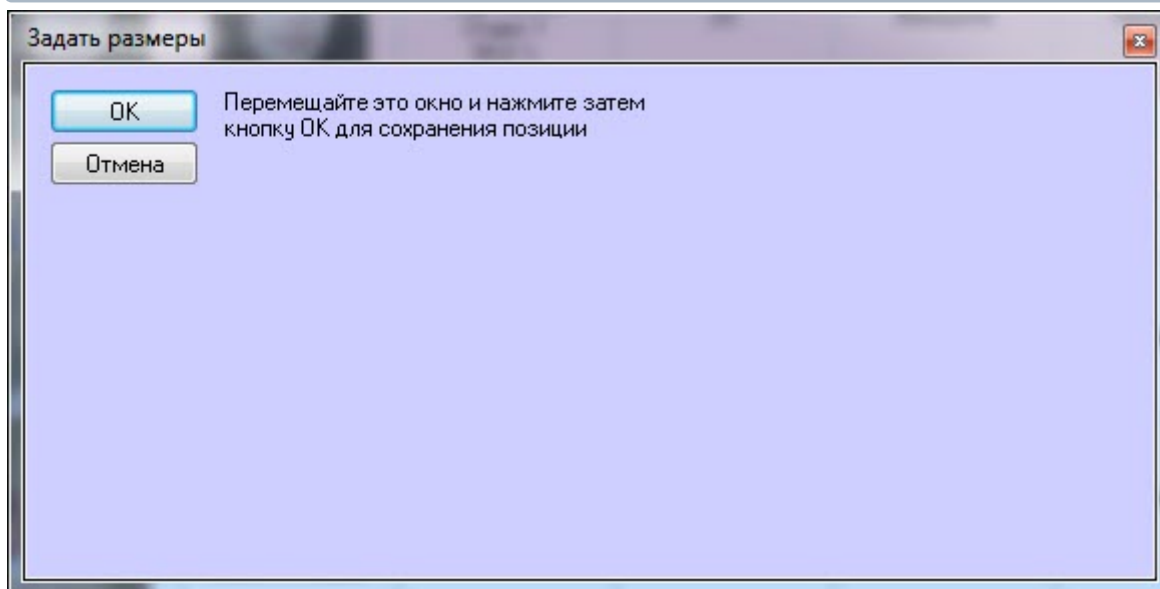 Задать размеры
OK
Перемещайте это окно и нажмите затем
кнопку OK для сохранения позиции
Отмена